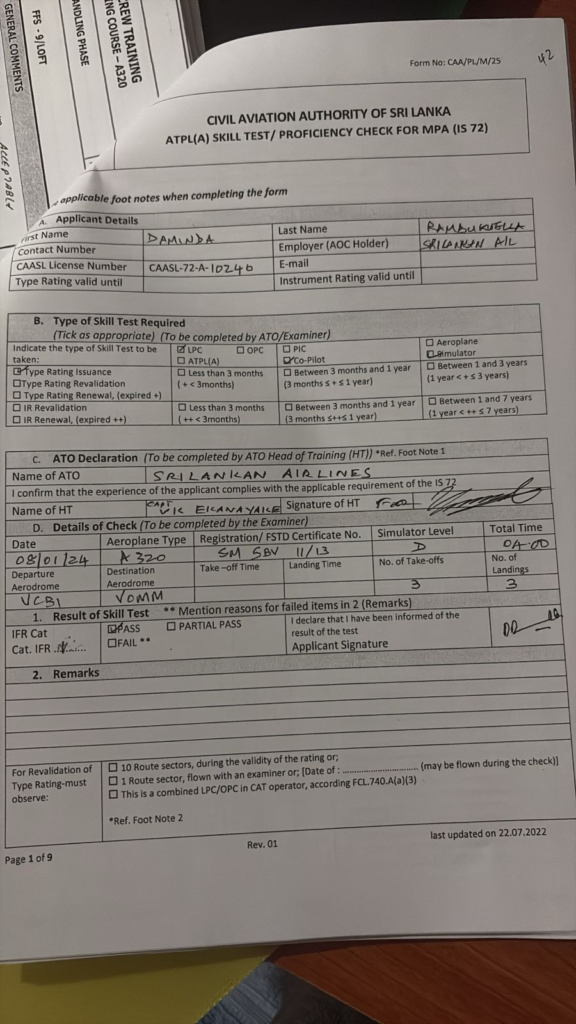 GENERAL COMMENTS
FFS - 9/LOFT
ANDLING PHASE
NG COURSE – A320
CREW TRAINING
ACCEPTABLE
Form No: CAA/PL/M/25
42
CIVIL AVIATION AUTHORITY OF SRI LANKA
ATPL(A) SKILL TEST/ PROFICIENCY CHECK FOR MPA (IS 72)
applicable foot notes when completing the form
A. Applicant Details
First Name DAMINDA Last Name RAMBUKWELLA
Contact Number Employer (AOC Holder) SRILANKAN AIL
CAASL License Number CAASL-72-A-10246 E-mail
Type Rating valid until Instrument Rating valid until
B. Type of Skill Test Required
(Tick as appropriate) (To be completed by ATO/Examiner)
Indicate the type of Skill Test to be taken: ☑ LPC ☐ OPC ☐ PIC ☐ Aeroplane
☐ ATPL(A) ☑ Co-Pilot ☑ Simulator
☑ Type Rating Issuance ☐ Less than 3 months ☐ Between 3 months and 1 year ☐ Between 1 and 3 years
☐Type Rating Revalidation (+ < 3months) (3 months ≤ + ≤ 1 year) (1 year < + ≤ 3 years)
☐ Type Rating Renewal, (expired +)
☐ IR Revalidation ☐ Less than 3 months ☐ Between 3 months and 1 year ☐ Between 1 and 7 years
☐ IR Renewal, (expired ++) (++ < 3months) (3 months ≤++≤ 1 year) (1 year < ++ ≤ 7 years)
C. ATO Declaration (To be completed by ATO Head of Training (HT)) *Ref. Foot Note 1
Name of ATO SRILANKAN AIRLINES
I confirm that the experience of the applicant complies with the applicable requirement of the IS 72
Name of HT CAPT VIC EKANAYAKE Signature of HT
D. Details of Check (To be completed by the Examiner)
Date Aeroplane Type Registration/ FSTD Certificate No. Simulator Level Total Time
08/01/24 A 320 SM SBV 11/13 D 04.00
Departure Aerodrome Destination Aerodrome Take –off Time Landing Time No. of Take-offs No. of Landings
VCBI VOMM 3 3
1. Result of Skill Test ** Mention reasons for failed items in 2 (Remarks)
IFR Cat ☑PASS ☐ PARTIAL PASS I declare that I have been informed of the result of the test
Cat. IFR ☐FAIL ** Applicant Signature
2. Remarks
For Revalidation of Type Rating-must observe:
☐ 10 Route sectors, during the validity of the rating or;
☐ 1 Route sector, flown with an examiner or; [Date of : .............................. (may be flown during the check)]
☐ This is a combined LPC/OPC in CAT operator, according FCL.740.A(a)(3)
*Ref. Foot Note 2
Page 1 of 9 Rev. 01 last updated on 22.07.2022